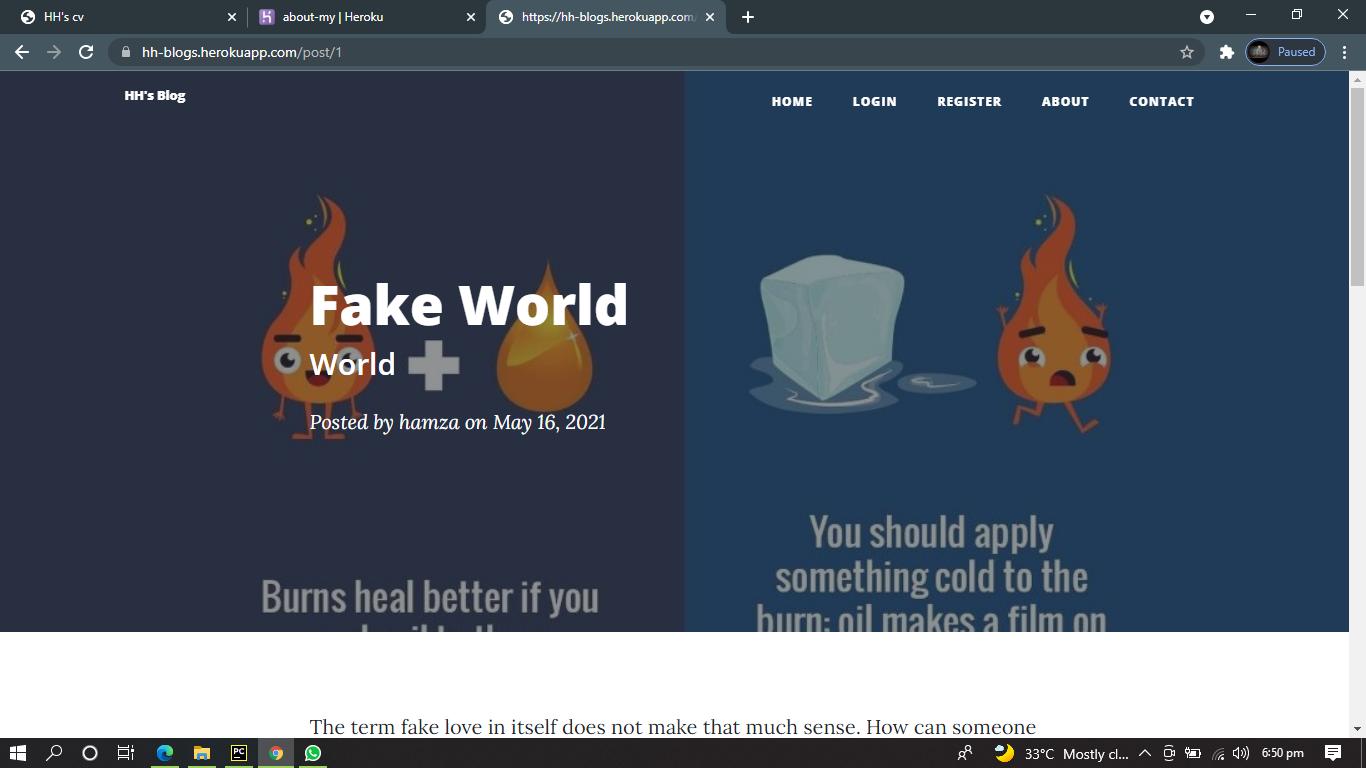 HH's cv
about-my | Heroku
https://hh-blogs.herokuapp.com/
hh-blogs.herokuapp.com/post/1
Paused
HH's Blog
HOME LOGIN REGISTER ABOUT CONTACT
Fake World
World
Posted by hamza on May 16, 2021
Burns heal better if you
You should apply
something cold to the
burn: oil makes a film on
The term fake love in itself does not make that much sense. How can someone
PC
33°C Mostly cl...
6:50 pm